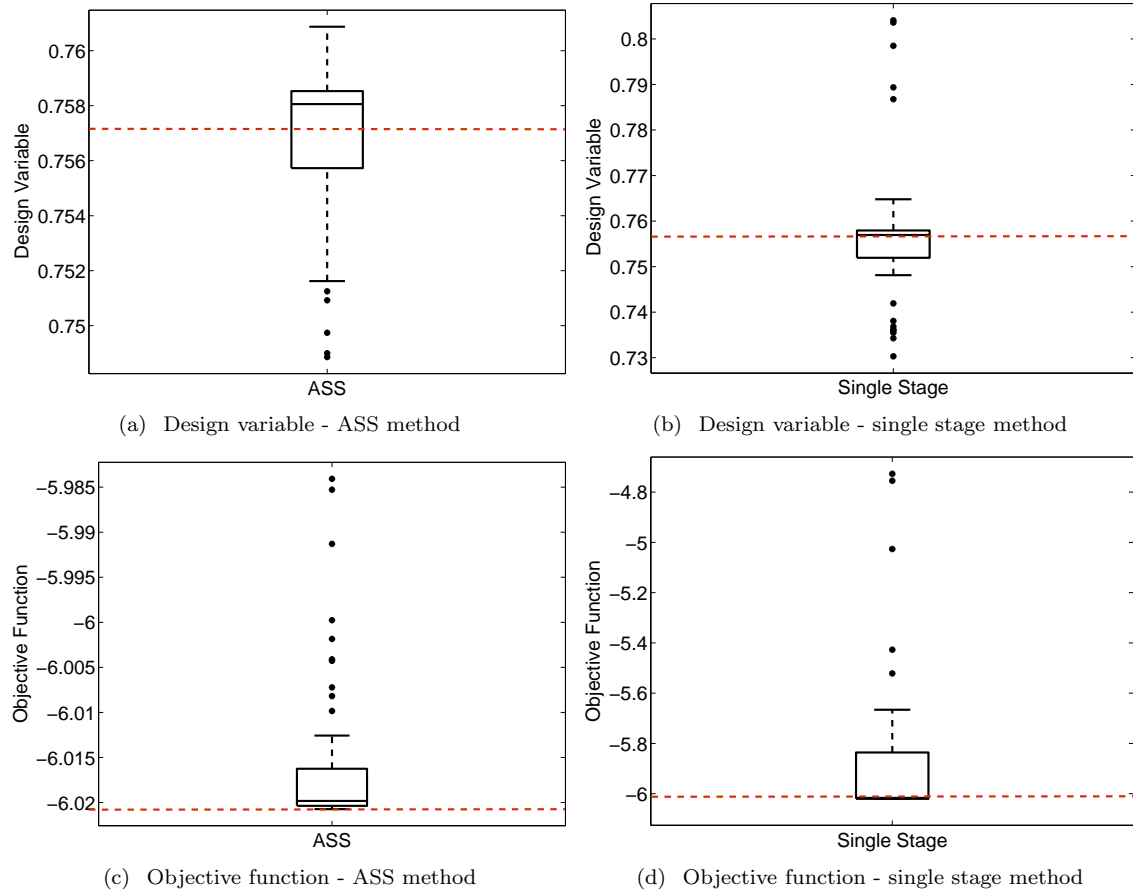 0.76
0.758
0.756
0.754
0.752
0.75
Design Variable
ASS
(a) Design variable - ASS method
0.8
0.79
0.78
0.77
0.76
0.75
0.74
0.73
Design Variable
Single Stage
(b) Design variable - single stage method
−5.985
−5.99
−5.995
−6
−6.005
−6.01
−6.015
−6.02
Objective Function
ASS
(c) Objective function - ASS method
−4.8
−5
−5.2
−5.4
−5.6
−5.8
−6
Objective Function
Single Stage
(d) Objective function - single stage method